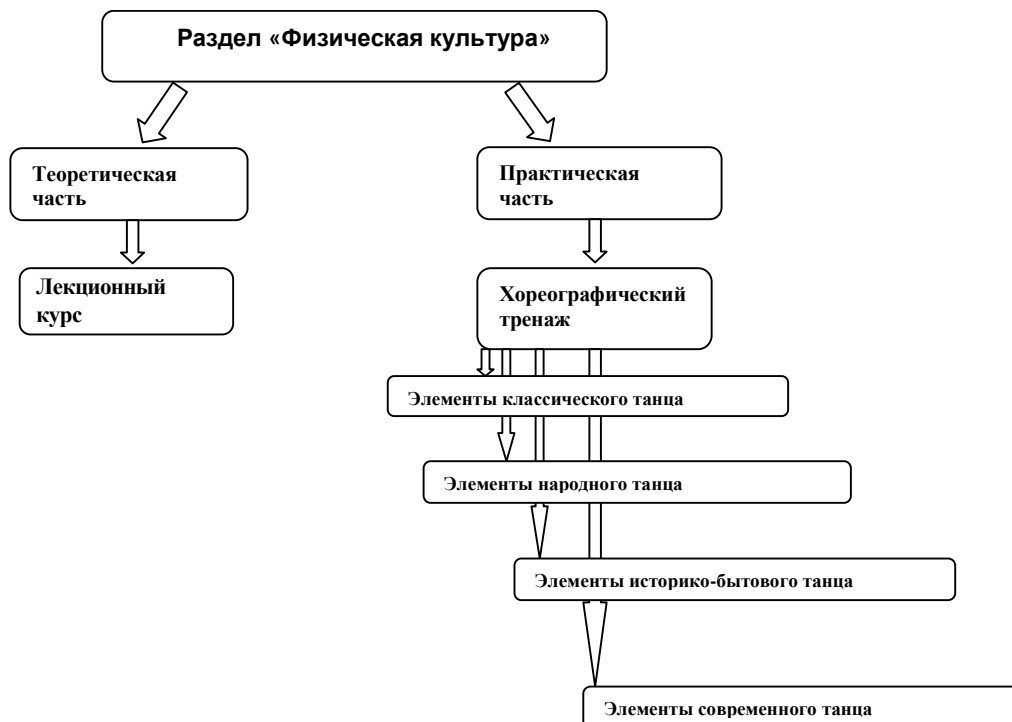 Раздел «Физическая культура»
Теоретическая
часть
Практическая
часть
Лекционный
курс
Хореографический
тренаж
Элементы классического танца
Элементы народного танца
Элементы историко-бытового танца
Элементы современного танца